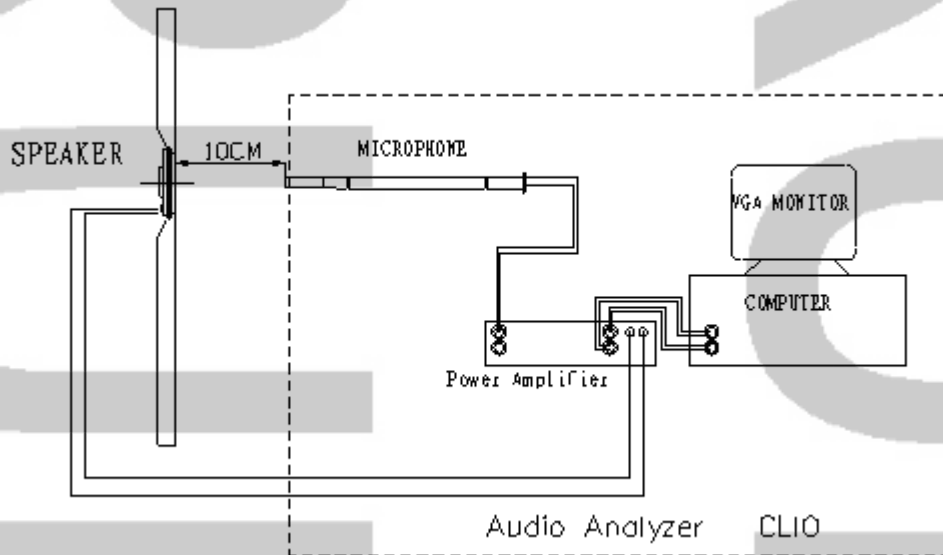 SPEAKER
10CM
MICROPHONE
VGA MONITOR
COMPUTER
Power Amplifier
Audio Analyzer CLIO